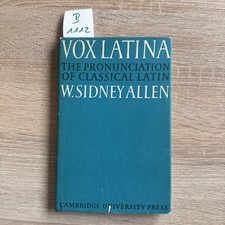 B
1112
VOX LATINA
THE PRONUNCIATION
OF CLASSICAL LATIN
W. SIDNEY ALLEN
CAMBRIDGE UNIVERSITY PRESS